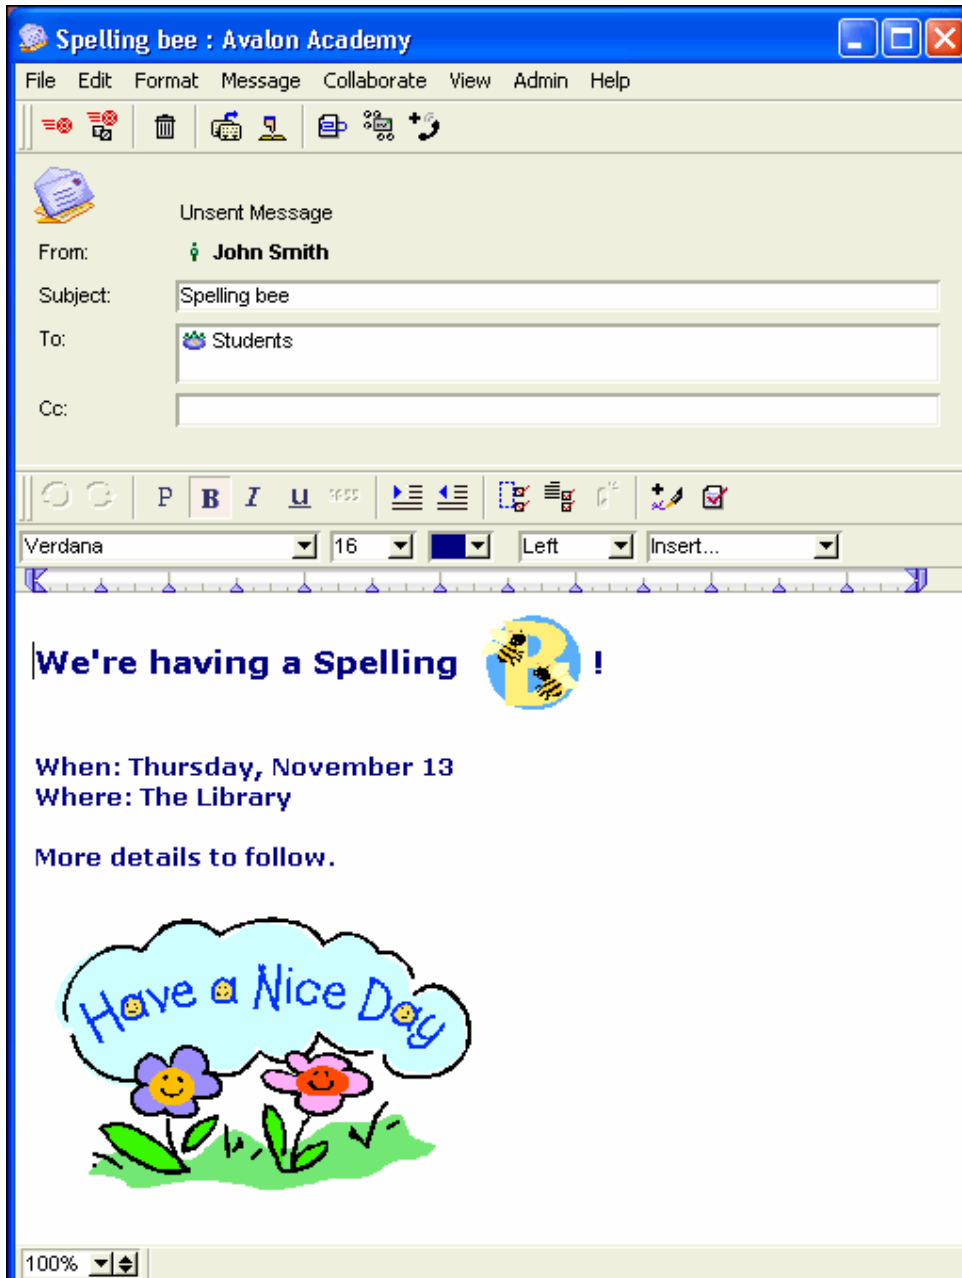 Spelling bee : Avalon Academy
File Edit Format Message Collaborate View Admin Help
Unsent Message
From: John Smith
Subject: Spelling bee
To: Students
Cc:
P B I U
Verdana 16 Left Insert...
We're having a Spelling B !
When: Thursday, November 13
Where: The Library
More details to follow.
Have a Nice Day
100%